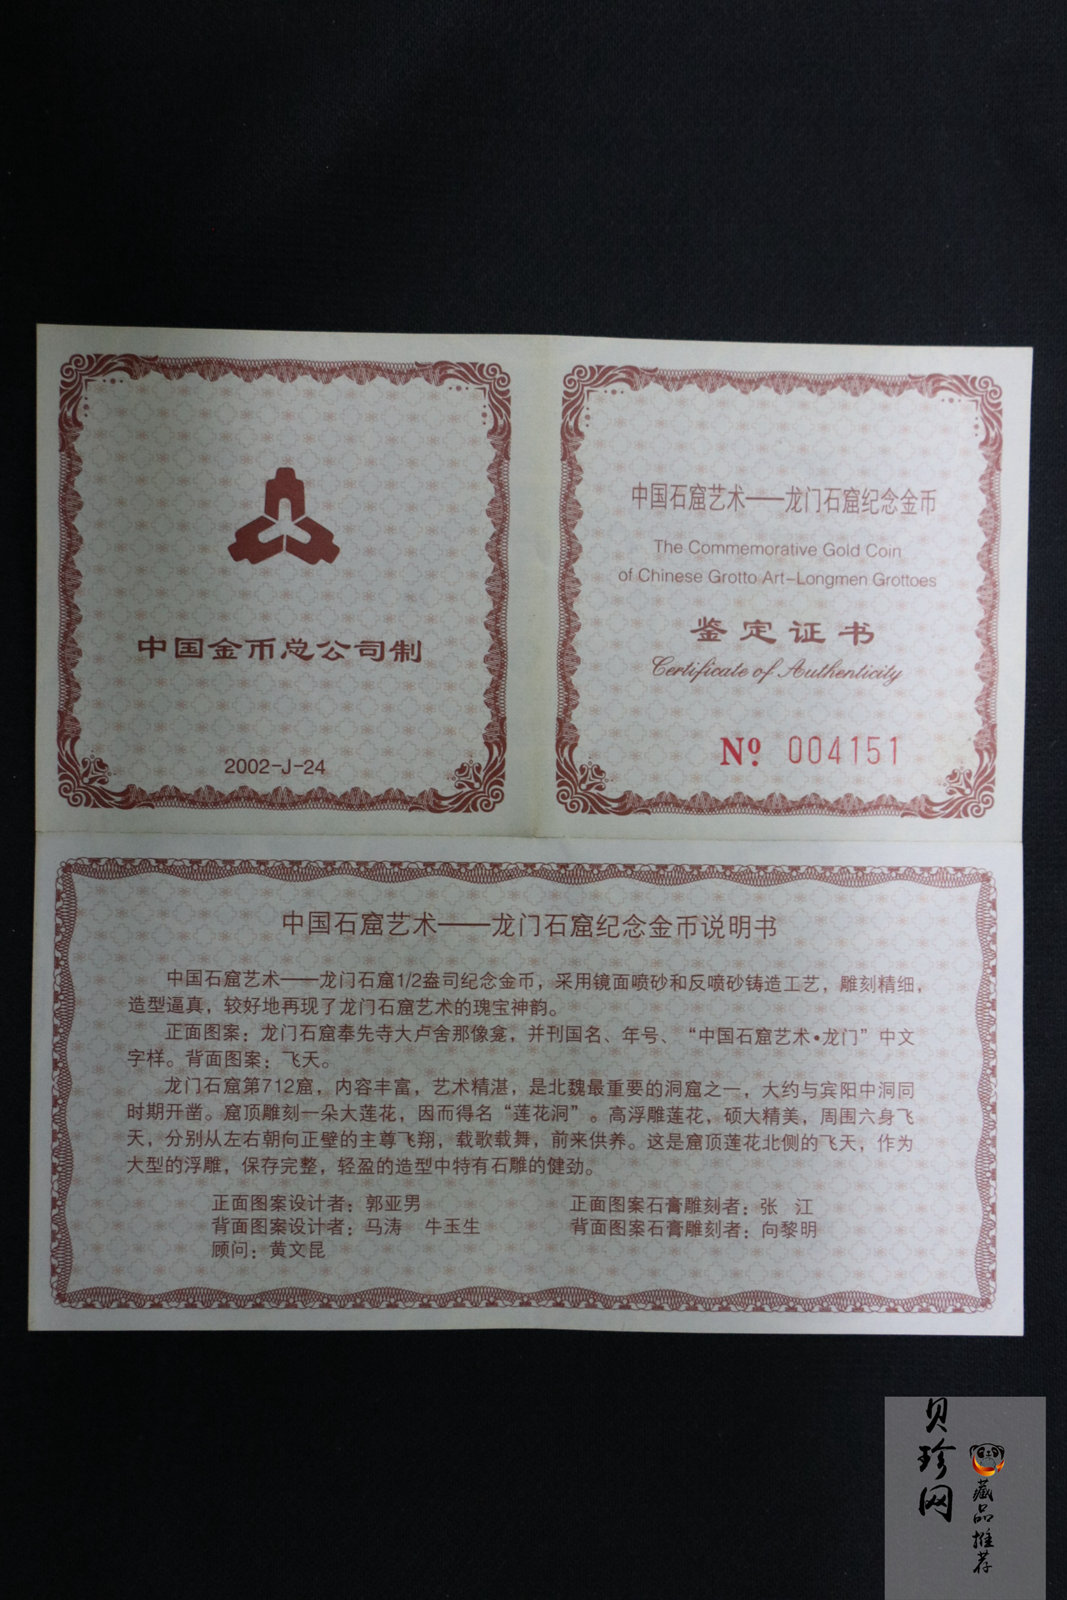 中国金币总公司制
2002-J-24
中国石窟艺术——龙门石窟纪念金币
The Commemorative Gold Coin
of Chinese Grotto Art-Longmen Grottoes
鉴定证书
Certificate of Authenticity
Nº 004151
中国石窟艺术——龙门石窟纪念金币说明书
中国石窟艺术——龙门石窟1/2盎司纪念金币，采用镜面喷砂和反喷砂铸造工艺，雕刻精细，
造型逼真，较好地再现了龙门石窟艺术的瑰宝神韵。
正面图案：龙门石窟奉先寺大卢舍那像龛，并刊国名、年号、“中国石窟艺术•龙门”中文
字样。背面图案：飞天。
龙门石窟第712窟，内容丰富，艺术精湛，是北魏最重要的洞窟之一，大约与宾阳中洞同
时期开凿。窟顶雕刻一朵大莲花，因而得名“莲花洞”。高浮雕莲花，硕大精美，周围六身飞
天，分别从左右朝向正壁的主尊飞翔，载歌载舞，前来供养。这是窟顶莲花北侧的飞天，作为
大型的浮雕，保存完整，轻盈的造型中特有石雕的健劲。
正面图案设计者：郭亚男 正面图案石膏雕刻者：张 江
背面图案设计者：马涛 牛玉生 背面图案石膏雕刻者：向黎明
顾问：黄文昆
贝珍网
藏品推荐